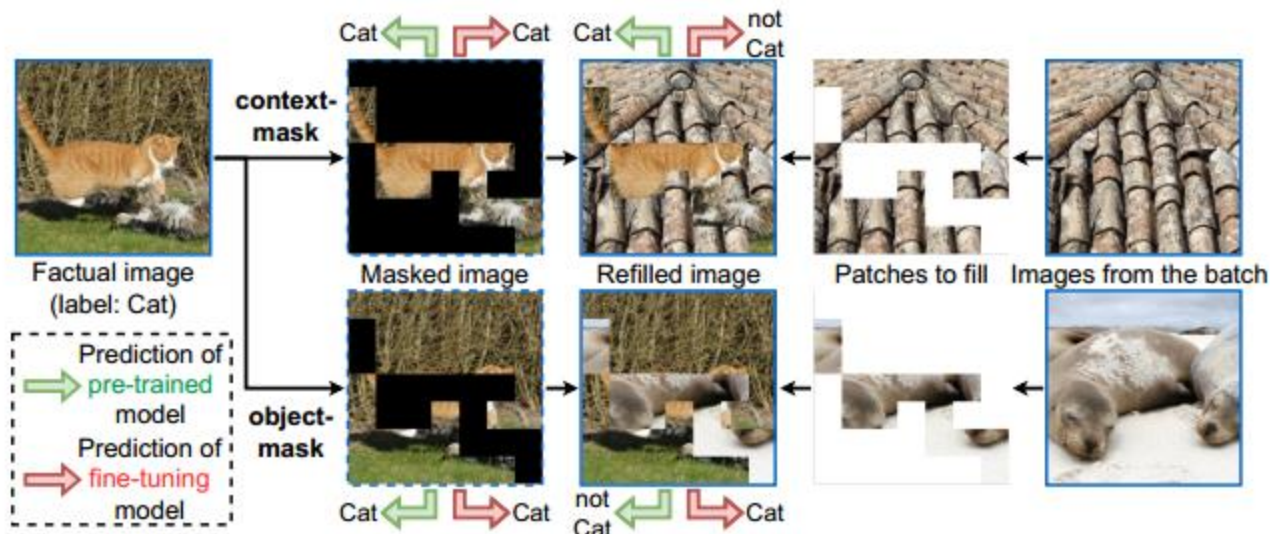 Cat Cat Cat not
Cat
context-
mask
Factual image
(label: Cat)
Masked image Refilled image Patches to fill Images from the batch
Prediction of
pre-trained
model
Prediction of
fine-tuning
model
object-
mask
Cat Cat not
Cat Cat